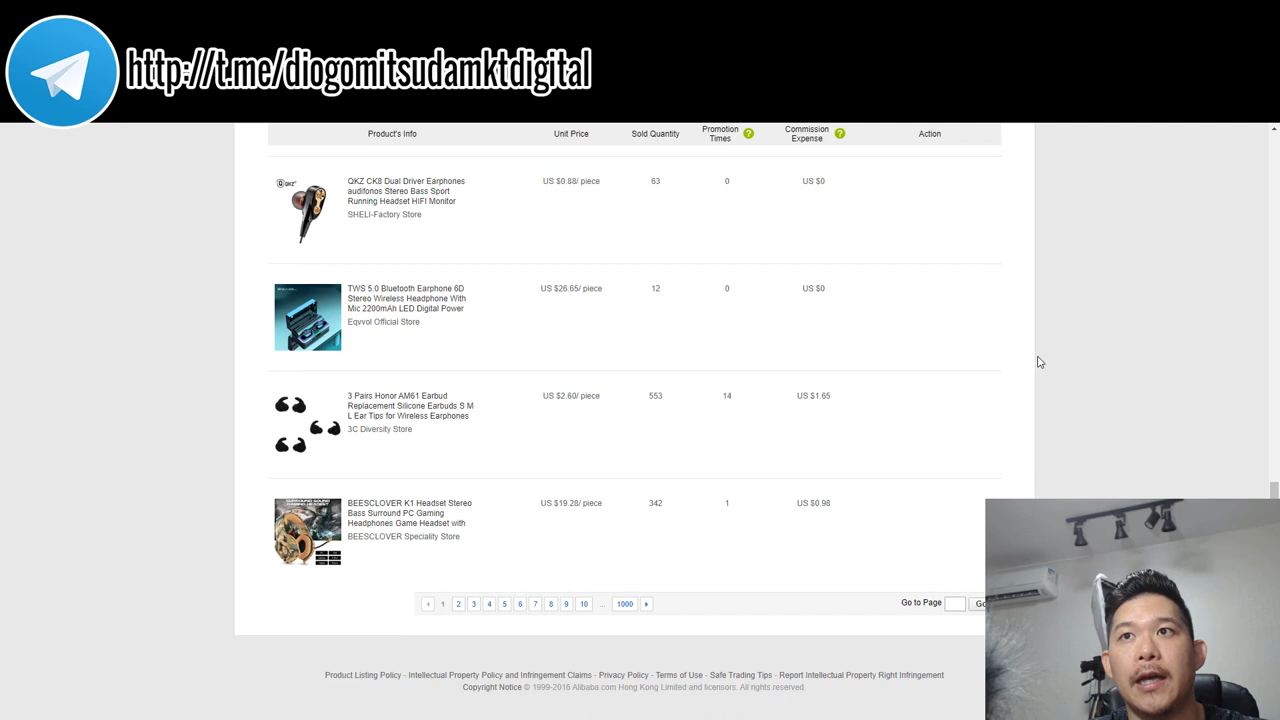 http://t.me/diogomitsudamktdigital
Product's Info Unit Price Sold Quantity Promotion Times ? Commission Expense ? Action
QKZ
QKZ CK8 Dual Driver Earphones
audifonos Stereo Bass Sport
Running Headset HIFI Monitor
SHELI-Factory Store
US $0.88/ piece 63 0 US $0
TWS 5.0 Bluetooth Earphone 6D
Stereo Wireless Headphone With
Mic 2200mAh LED Digital Power
Eqvvol Official Store
US $26.65/ piece 12 0 US $0
3 Pairs Honor AM61 Earbud
Replacement Silicone Earbuds S M
L Ear Tips for Wireless Earphones
3C Diversity Store
US $2.60/ piece 553 14 US $1.65
SURROUND SOUND
GAMING HEADSET
BEESCLOVER K1 Headset Stereo
Bass Surround PC Gaming
Headphones Game Headset with
BEESCLOVER Speciality Store
US $19.28/ piece 342 1 US $0.98
1 2 3 4 5 6 7 8 9 10 ... 1000 Go to Page Go
Product Listing Policy - Intellectual Property Policy and Infringement Claims - Privacy Policy - Terms of Use - Safe Trading Tips - Report Intellectual Property Right Infringement
Copyright Notice © 1999-2016 Alibaba.com Hong Kong Limited and licensors. All rights reserved.